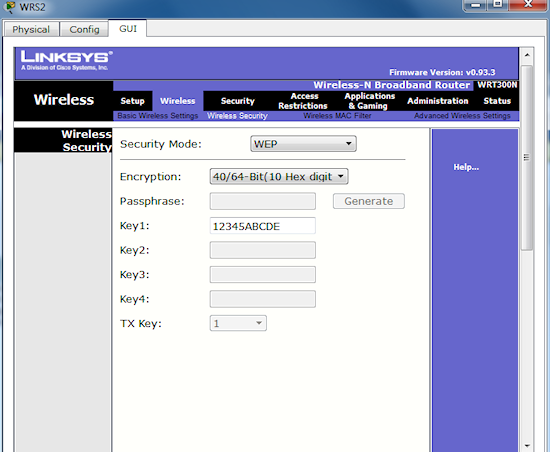 WRS2
Physical Config GUI
LINKSYS®
A Division of Cisco Systems, Inc.
Firmware Version: v0.93.3
Wireless-N Broadband Router WRT300N
Wireless
Setup Wireless Security Access Restrictions Applications & Gaming Administration Status
Basic Wireless Settings Wireless Security Wireless MAC Filter Advanced Wireless Settings
Wireless Security
Security Mode: WEP
Help...
Encryption: 40/64-Bit(10 Hex digit
Passphrase: Generate
Key1: 12345ABCDE
Key2:
Key3:
Key4:
TX Key: 1